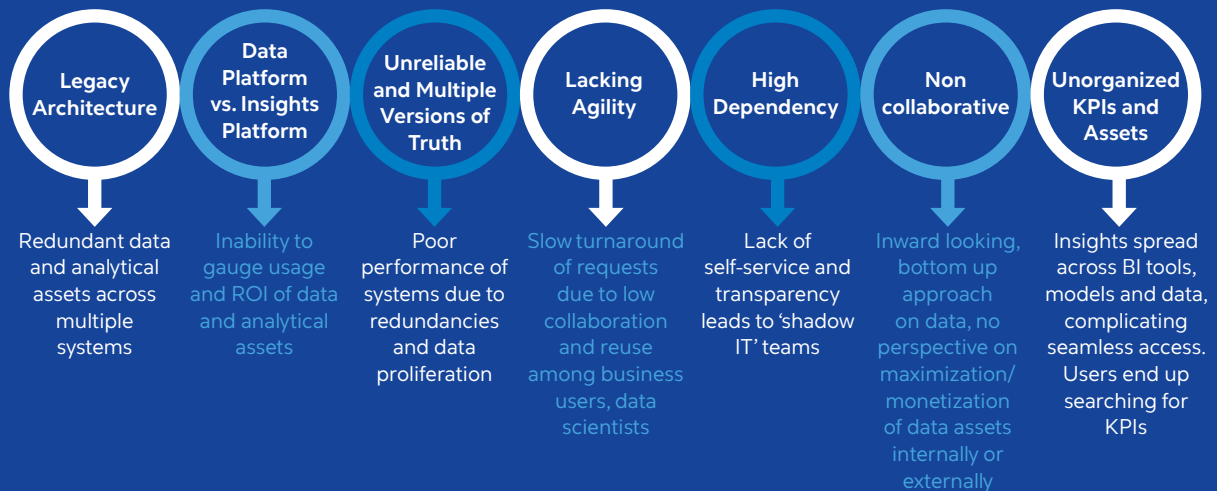 Legacy
Architecture
Data
Platform
vs. Insights
Platform
Unreliable
and Multiple
Versions of
Truth
Lacking
Agility
High
Dependency
Non
collaborative
Unorganized
KPIs and
Assets
Redundant data
and analytical
assets across
multiple
systems
Inability to
gauge usage
and ROI of data
and analytical
assets
Poor
performance of
systems due to
redundancies
and data
proliferation
Slow turnaround
of requests
due to low
collaboration
and reuse
among business
users, data
scientists
Lack of
self-service and
transparency
leads to ‘shadow
IT’ teams
Inward looking,
bottom up
approach
on data, no
perspective on
maximization/
monetization
of data assets
internally or
externally
Insights spread
across BI tools,
models and data,
complicating
seamless access.
Users end up
searching for
KPIs